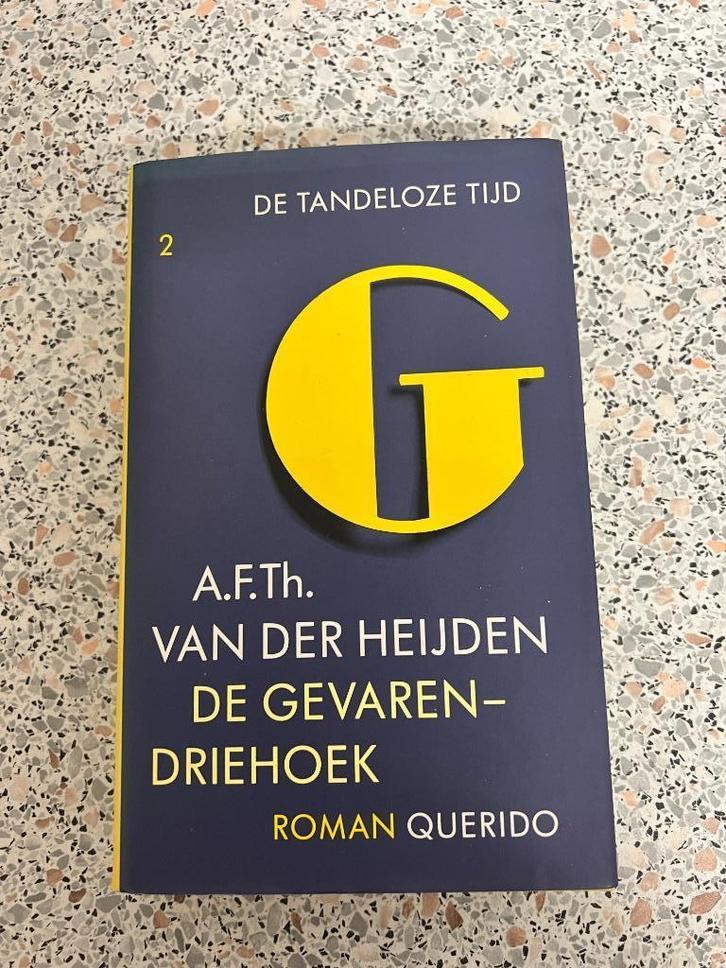 DE TANDELOZE TIJD
2
G
A.F.Th.
VAN DER HEIJDEN
DE GEVAREN-
DRIEHOEK
ROMAN QUERIDO